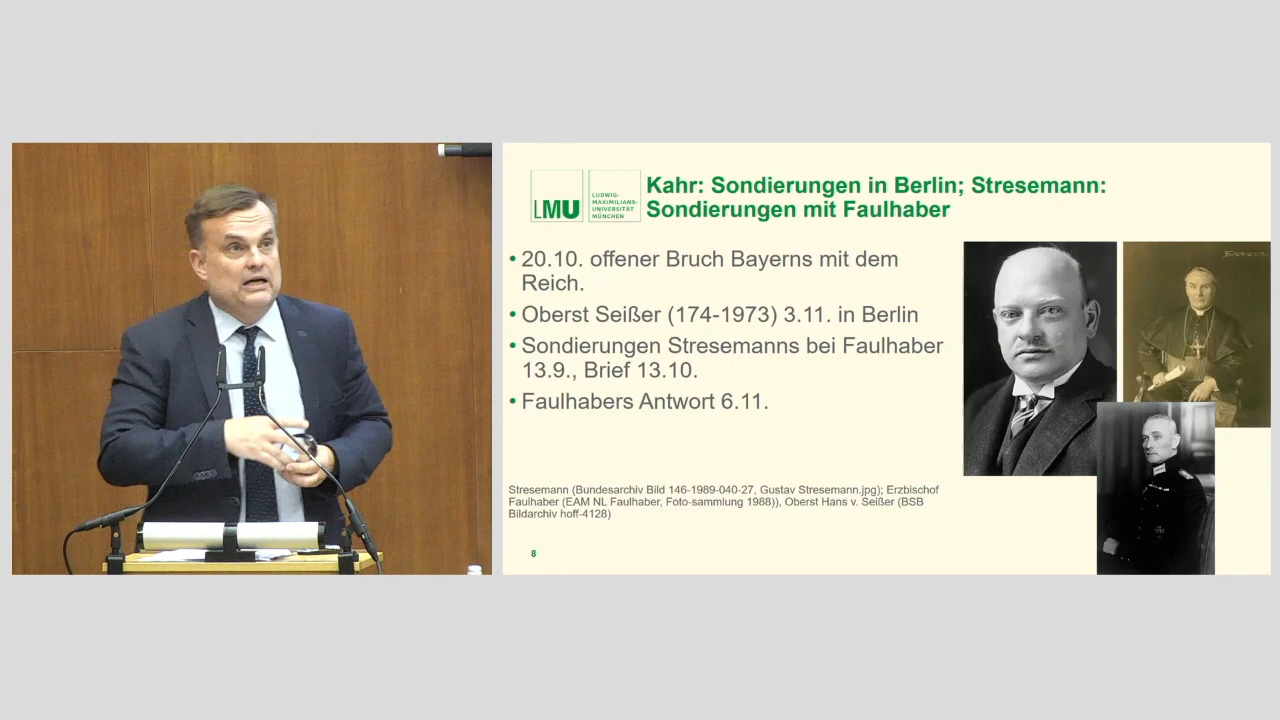 LMU
LUDWIG-
MAXIMILIANS-
UNIVERSITÄT
MÜNCHEN
Kahr: Sondierungen in Berlin; Stresemann:
Sondierungen mit Faulhaber
• 20.10. offener Bruch Bayerns mit dem
Reich.
• Oberst Seißer (174-1973) 3.11. in Berlin
• Sondierungen Stresemanns bei Faulhaber
13.9., Brief 13.10.
• Faulhabers Antwort 6.11.
Stresemann (Bundesarchiv Bild 146-1989-040-27, Gustav Stresemann.jpg); Erzbischof
Faulhaber (EAM NL Faulhaber, Foto-sammlung 1988)), Oberst Hans v. Seißer (BSB
Bildarchiv hoff-4128)
8